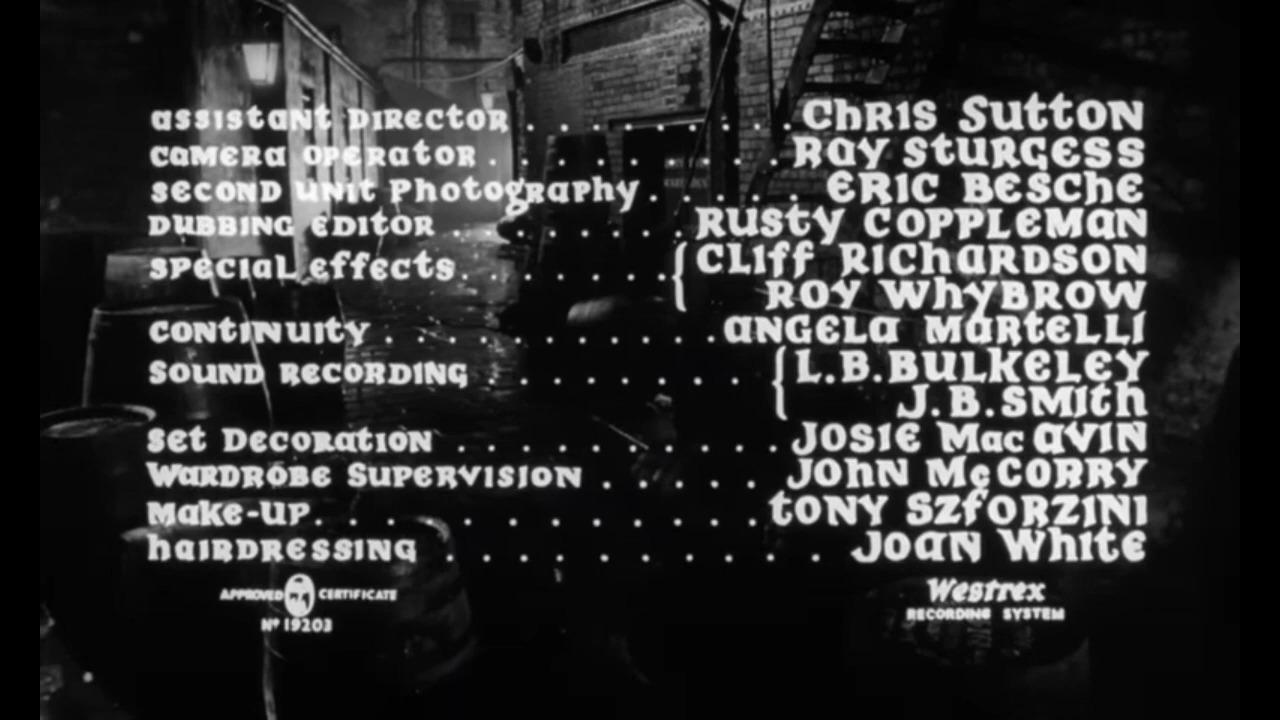 assistant Director . . . . . . . . Chris Sutton
camera operator . . . . . . . . . Ray Sturgess
second unit Photography . . . . . Eric Besche
Dubbing Editor . . . . . . . Rusty Coppleman
special effects . . . . . . . { Cliff Richardson
Roy Whybrow
continuity . . . . . . . . . . Angela Martelli
Sound Recording . . . . . . . . { L.B. Bulkeley
J.B. Smith
Set Decoration . . . . . . . . . . Josie MacAvin
Wardrobe Supervision . . . . . John McCorry
Make-up . . . . . . . . . . . . Tony Szforzini
hairdressing . . . . . . . . . . . Joan White
APPROVED CERTIFICATE
Nº 19203
Westrex
RECORDING SYSTEM